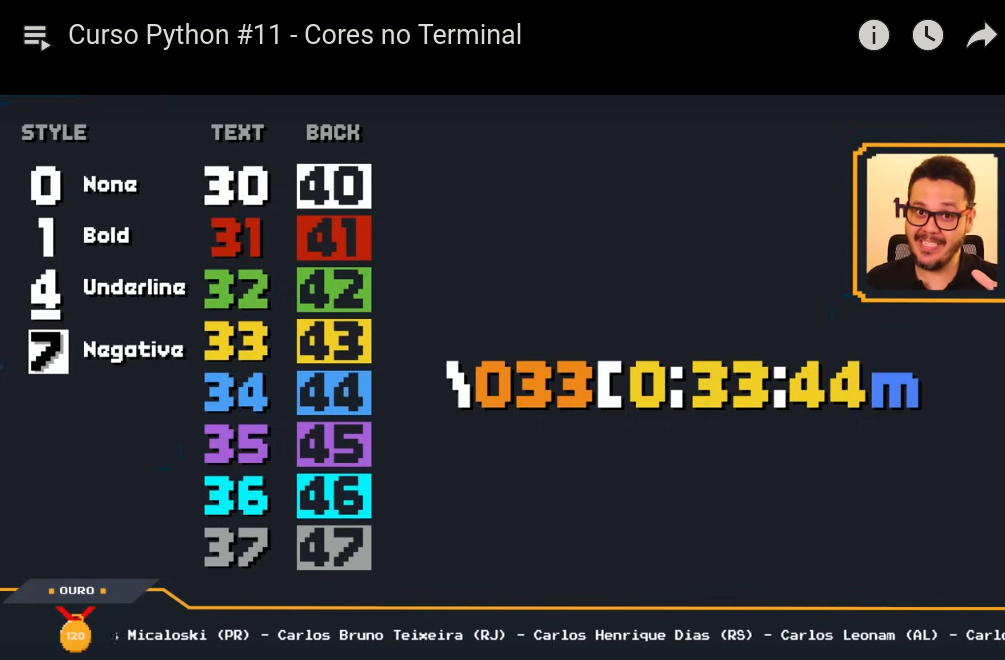 Curso Python #11 - Cores no Terminal
STYLE TEXT BACK
0 None 30 40
1 Bold 31 41
4 Underline 32 42
7 Negative 33 43
34 44
\033[0:33:44m
35 45
36 46
37 47
OURO
120
Micaloski (PR) - Carlos Bruno Teixeira (RJ) - Carlos Henrique Dias (RS) - Carlos Leonam (AL) - Carlo